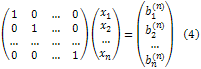 1 0 ... 0
0 1 ... 0
... ... ... ...
0 0 ... 1
x₁
x₂
...
xₙ
=
b₁⁽ⁿ⁾
b₂⁽ⁿ⁾
...
bₙ⁽ⁿ⁾
(4)